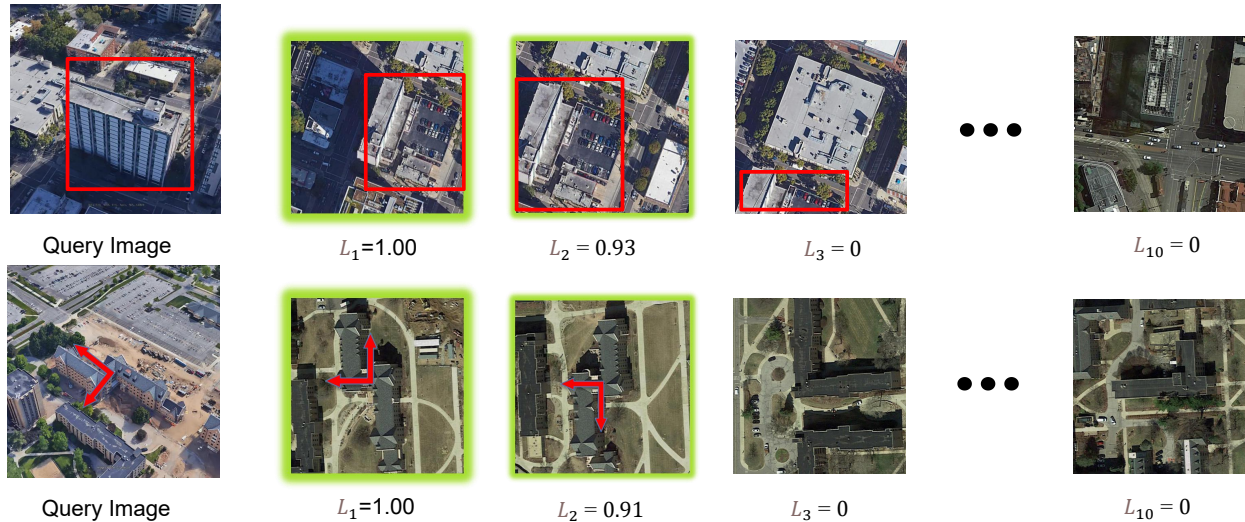 Query Image
L₁=1.00
L₂ = 0.93
L₃ = 0
L₁₀ = 0
Query Image
L₁=1.00
L₂ = 0.91
L₃ = 0
L₁₀ = 0